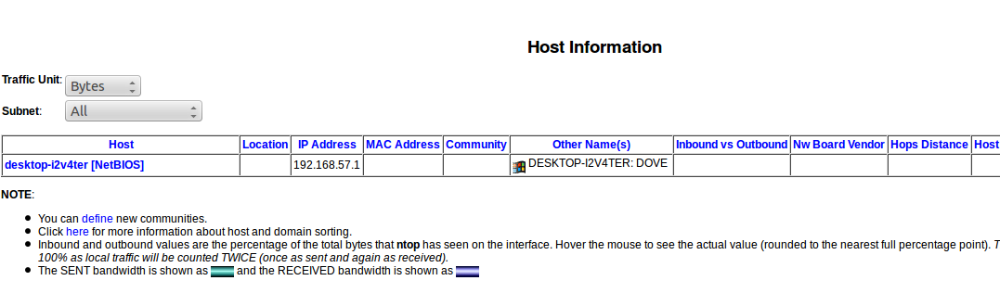 Host Information
Traffic Unit: Bytes
Subnet: All
Host Location IP Address MAC Address Community Other Name(s) Inbound vs Outbound Nw Board Vendor Hops Distance Host
desktop-i2v4ter [NetBIOS] 192.168.57.1 DESKTOP-I2V4TER: DOVE
NOTE:
You can define new communities.
Click here for more information about host and domain sorting.
Inbound and outbound values are the percentage of the total bytes that ntop has seen on the interface. Hover the mouse to see the actual value (rounded to the nearest full percentage point).
100% as local traffic will be counted TWICE (once as sent and again as received).
The SENT bandwidth is shown as and the RECEIVED bandwidth is shown as